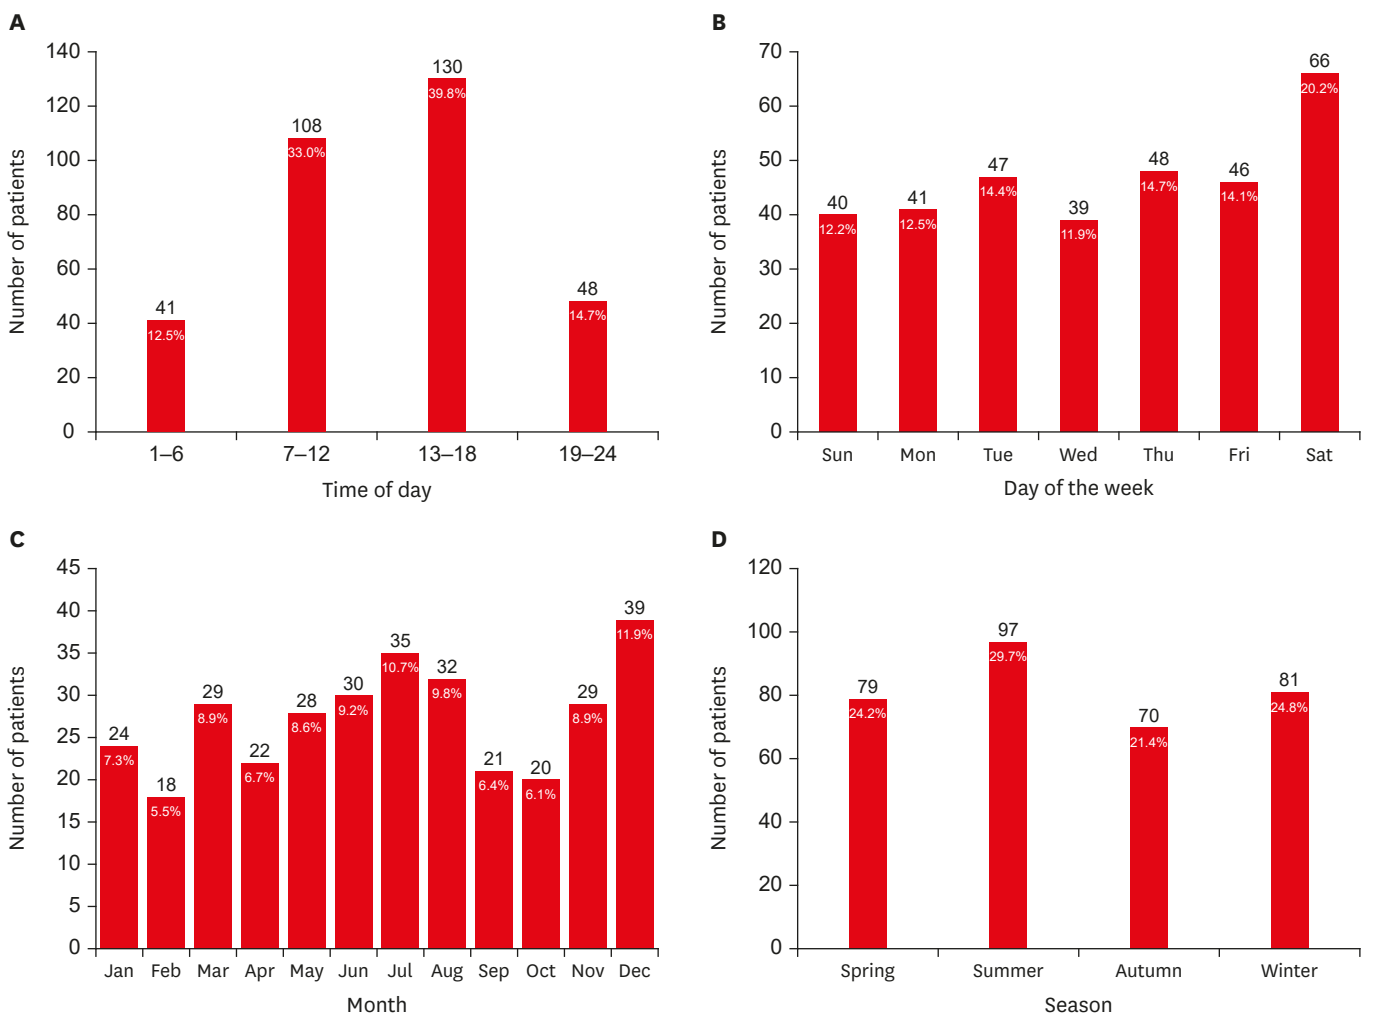 A
140
120
100
80
60
40
20
0
Number of patients
41
12.5%
108
33.0%
130
39.8%
48
14.7%
1–6
7–12
13–18
19–24
Time of day
B
70
60
50
40
30
20
10
0
Number of patients
40
12.2%
41
12.5%
47
14.4%
39
11.9%
48
14.7%
46
14.1%
66
20.2%
Sun
Mon
Tue
Wed
Thu
Fri
Sat
Day of the week
C
45
40
35
30
25
20
15
10
5
0
Number of patients
24
7.3%
18
5.5%
29
8.9%
22
6.7%
28
8.6%
30
9.2%
35
10.7%
32
9.8%
21
6.4%
20
6.1%
29
8.9%
39
11.9%
Jan
Feb
Mar
Apr
May
Jun
Jul
Aug
Sep
Oct
Nov
Dec
Month
D
120
100
80
60
40
20
0
Number of patients
79
24.2%
97
29.7%
70
21.4%
81
24.8%
Spring
Summer
Autumn
Winter
Season